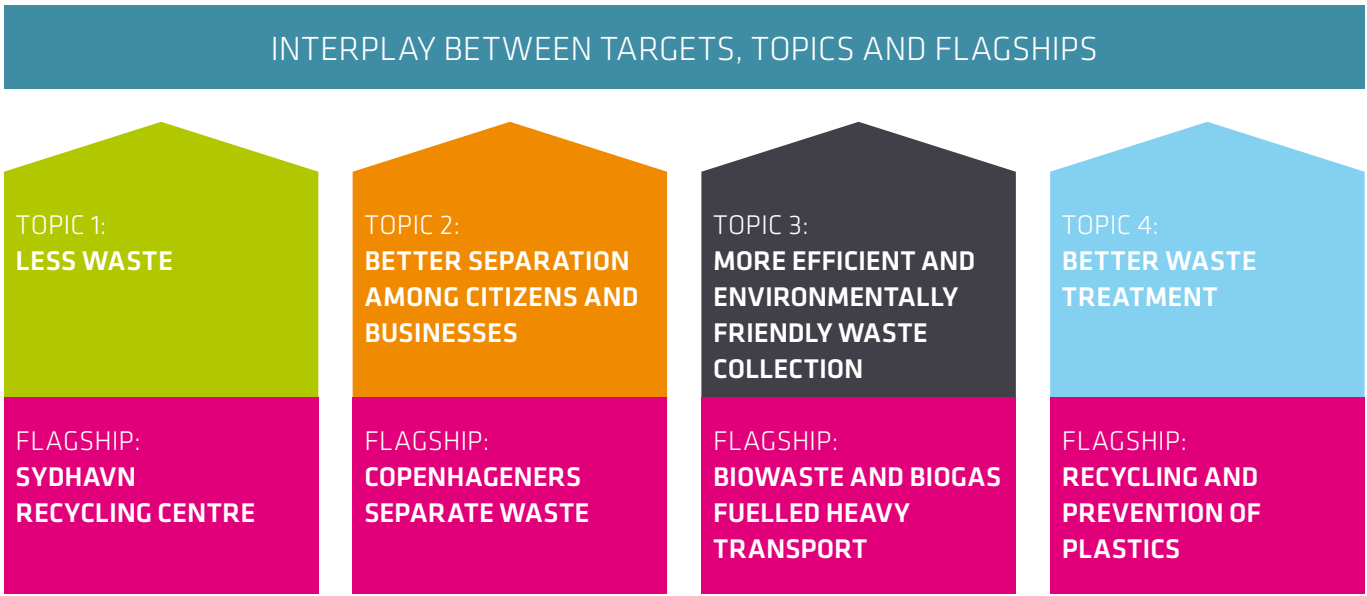 INTERPLAY BETWEEN TARGETS, TOPICS AND FLAGSHIPS
TOPIC 1:
LESS WASTE
FLAGSHIP:
SYDHAVN
RECYCLING CENTRE
TOPIC 2:
BETTER SEPARATION
AMONG CITIZENS AND
BUSINESSES
FLAGSHIP:
COPENHAGENERS
SEPARATE WASTE
TOPIC 3:
MORE EFFICIENT AND
ENVIRONMENTALLY
FRIENDLY WASTE
COLLECTION
FLAGSHIP:
BIOWASTE AND BIOGAS
FUELLED HEAVY
TRANSPORT
TOPIC 4:
BETTER WASTE
TREATMENT
FLAGSHIP:
RECYCLING AND
PREVENTION OF
PLASTICS